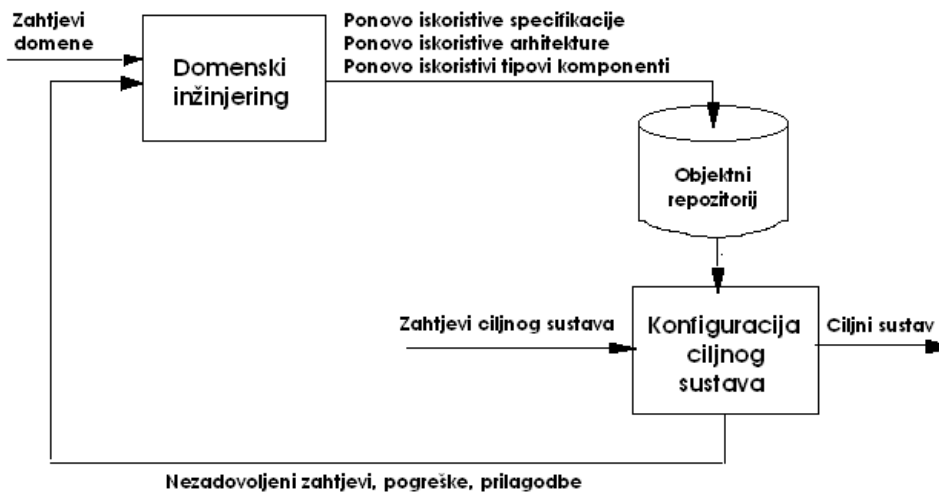 Zahtjevi
domene
Domenski
inžinjering
Ponovo iskoristive specifikacije
Ponovo iskoristive arhitekture
Ponovo iskoristivi tipovi komponenti
Objektni
repozitorij
Zahtjevi ciljnog sustava
Konfiguracija
ciljnog
sustava
Ciljni sustav
Nezadovoljeni zahtjevi, pogreške, prilagodbe